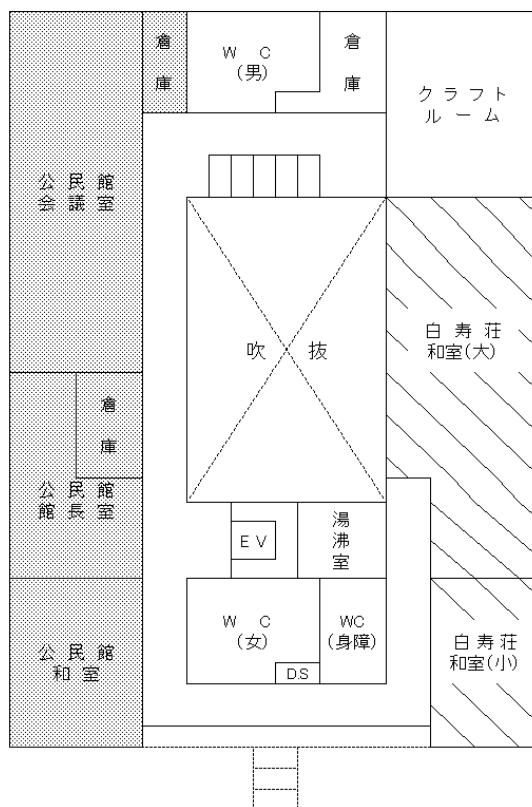 倉
庫
Ｗ Ｃ
(男)
倉
庫
クラフト
ルーム
公民館
会議室
吹 抜
白寿荘
和室(大)
倉
庫
公民館
館長室
ＥＶ
湯
沸
室
Ｗ Ｃ
(女)
WC
(身障)
D.S
公民館
和室
白寿荘
和室(小)